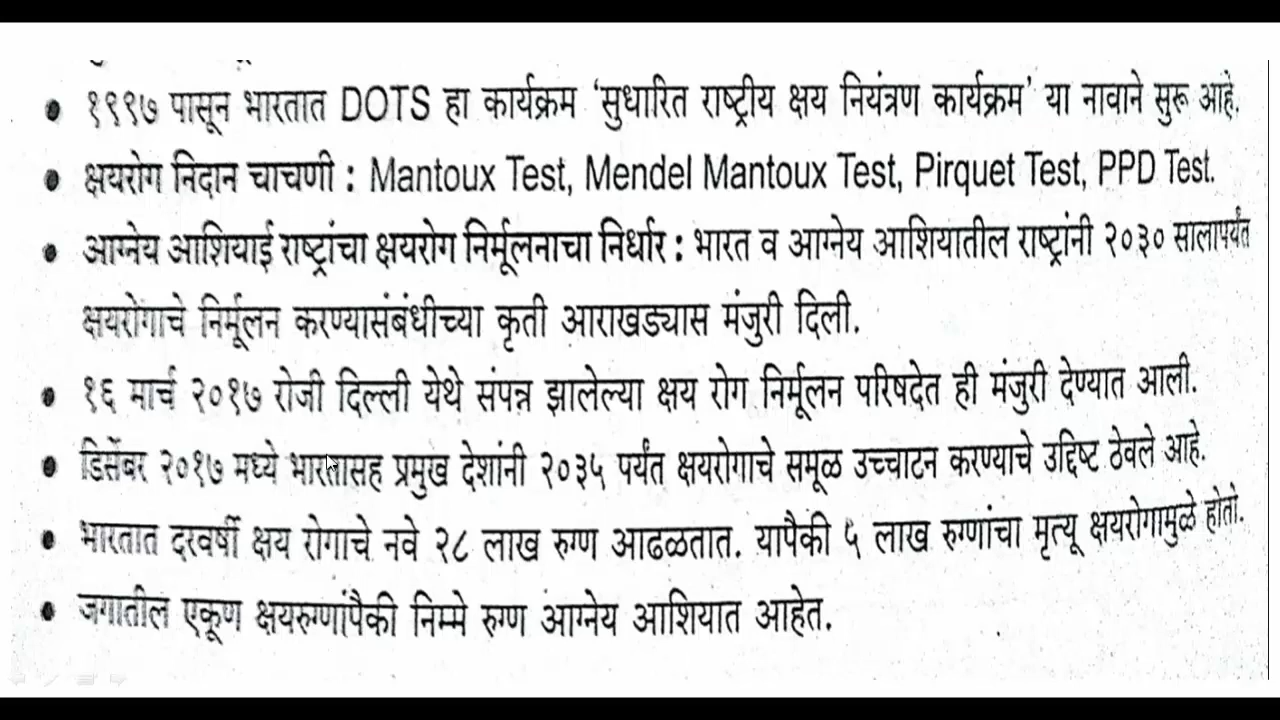 • १९९७ पासून भारतात DOTS हा कार्यक्रम ‘सुधारित राष्ट्रीय क्षय नियंत्रण कार्यक्रम’ या नावाने सुरू आहे.
• क्षयरोग निदान चाचणी : Mantoux Test, Mendel Mantoux Test, Pirquet Test, PPD Test.
• आग्नेय आशियाई राष्ट्रांचा क्षयरोग निर्मूलनाचा निर्धार : भारत व आग्नेय आशियातील राष्ट्रांनी २०३० सालापर्यंत
क्षयरोगाचे निर्मूलन करण्यासंबंधीच्या कृती आराखड्यास मंजुरी दिली.
• १६ मार्च २०१७ रोजी दिल्ली येथे संपन्न झालेल्या क्षय रोग निर्मूलन परिषदेत ही मंजुरी देण्यात आली.
• डिसेंबर २०१७ मध्ये भारतासह प्रमुख देशांनी २०३५ पर्यंत क्षयरोगाचे समूळ उच्चाटन करण्याचे उद्दिष्ट ठेवले आहे.
• भारतात दरवर्षी क्षय रोगाचे नवे २८ लाख रुग्ण आढळतात. यापैकी ५ लाख रुग्णांचा मृत्यू क्षयरोगामुळे होतो.
• जगातील एकूण क्षयरुग्णांपैकी निम्मे रुग्ण आग्नेय आशियात आहेत.